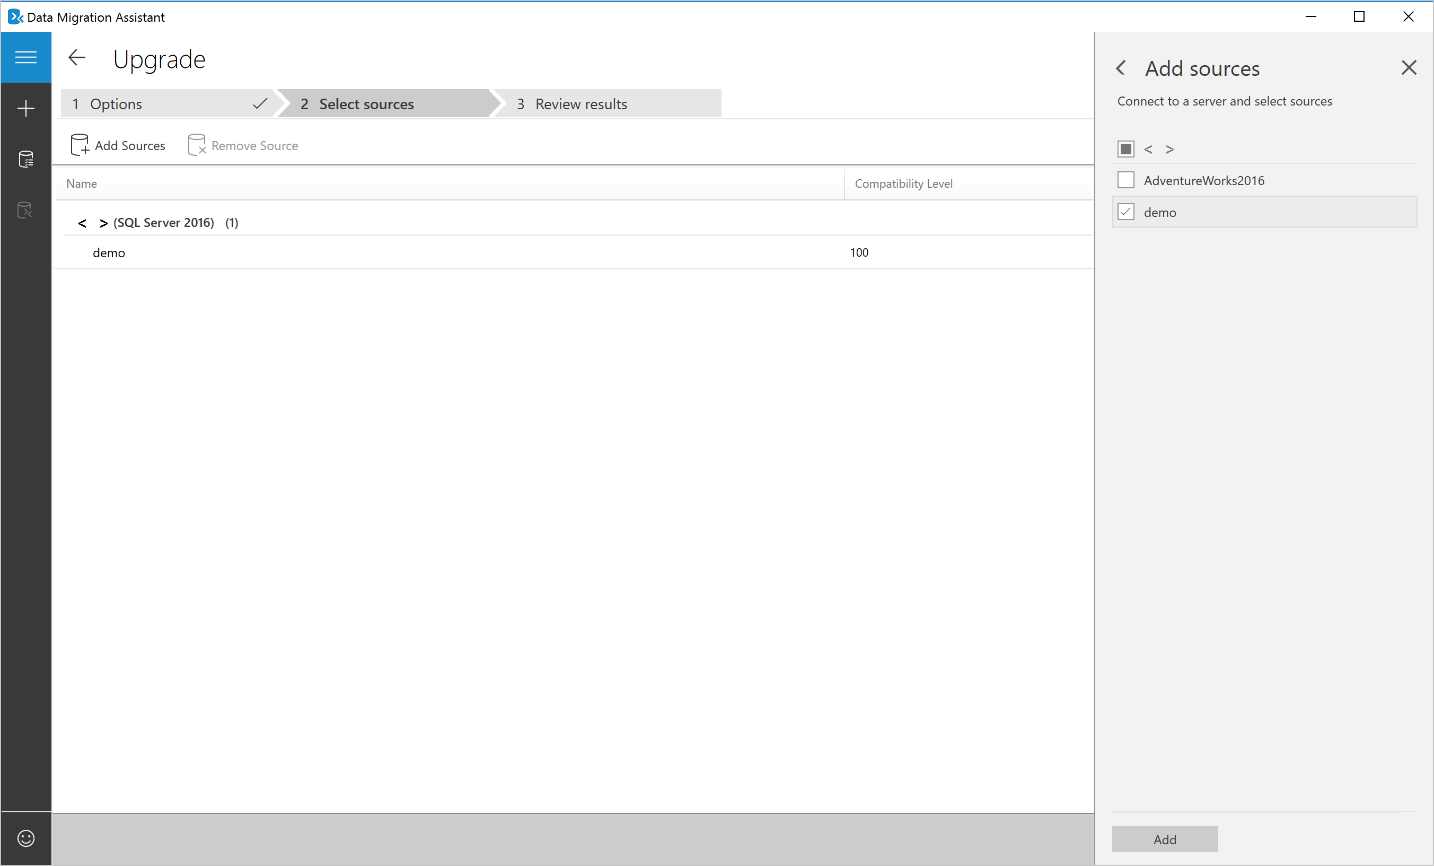 Data Migration Assistant
Upgrade
1 Options
2 Select sources
3 Review results
Add Sources
Remove Source
Name
Compatibility Level
< > (SQL Server 2016) (1)
demo
100
Add sources
Connect to a server and select sources
< >
AdventureWorks2016
demo
Add